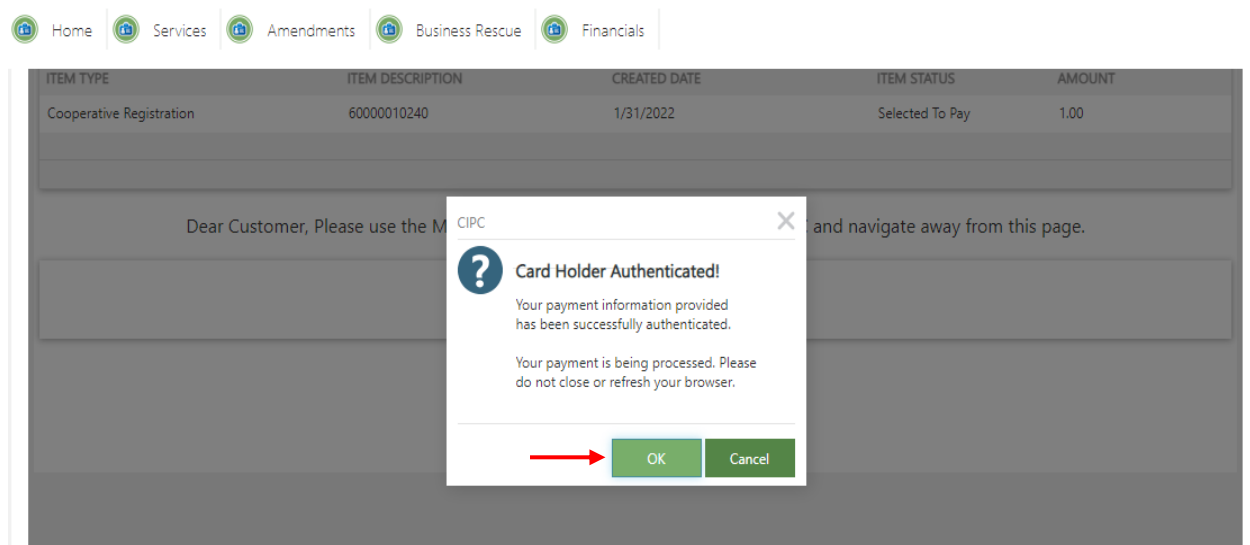 Home Services Amendments Business Rescue Financials
ITEM TYPE ITEM DESCRIPTION CREATED DATE ITEM STATUS AMOUNT
Cooperative Registration 60000010240 1/31/2022 Selected To Pay 1.00
Dear Customer, Please use the and navigate away from this page.
CIPC
Card Holder Authenticated!
Your payment information provided
has been successfully authenticated.
Your payment is being processed. Please
do not close or refresh your browser.
OK Cancel